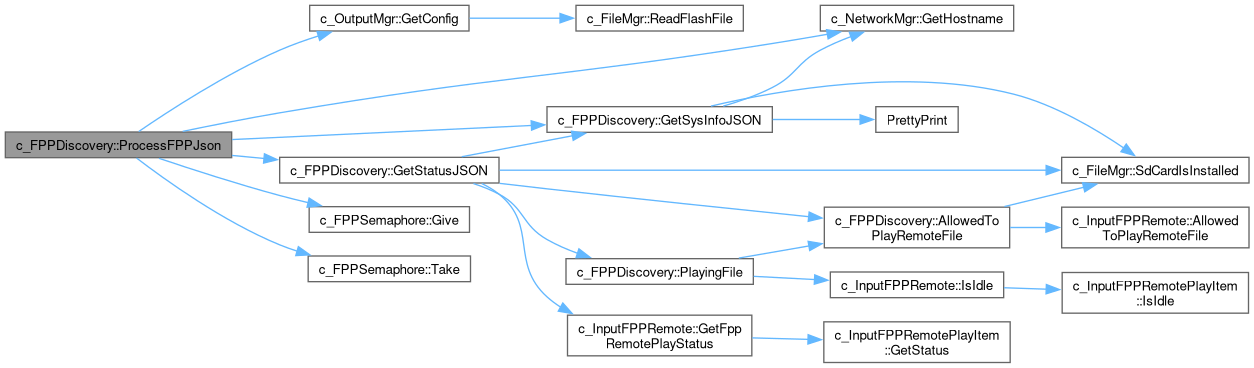 c_FPPDiscovery::ProcessFPPJson
c_OutputMgr::GetConfig
c_FileMgr::ReadFlashFile
c_NetworkMgr::GetHostname
c_FPPDiscovery::GetSysInfoJSON
PrettyPrint
c_FPPDiscovery::GetStatusJSON
c_FileMgr::SdCardIsInstalled
c_FPPSemaphore::Give
c_FPPDiscovery::AllowedTo
PlayRemoteFile
c_InputFPPRemote::Allowed
ToPlayRemoteFile
c_FPPSemaphore::Take
c_FPPDiscovery::PlayingFile
c_InputFPPRemote::IsIdle
c_InputFPPRemotePlayItem
::IsIdle
c_InputFPPRemote::GetFpp
RemotePlayStatus
c_InputFPPRemotePlayItem
::GetStatus